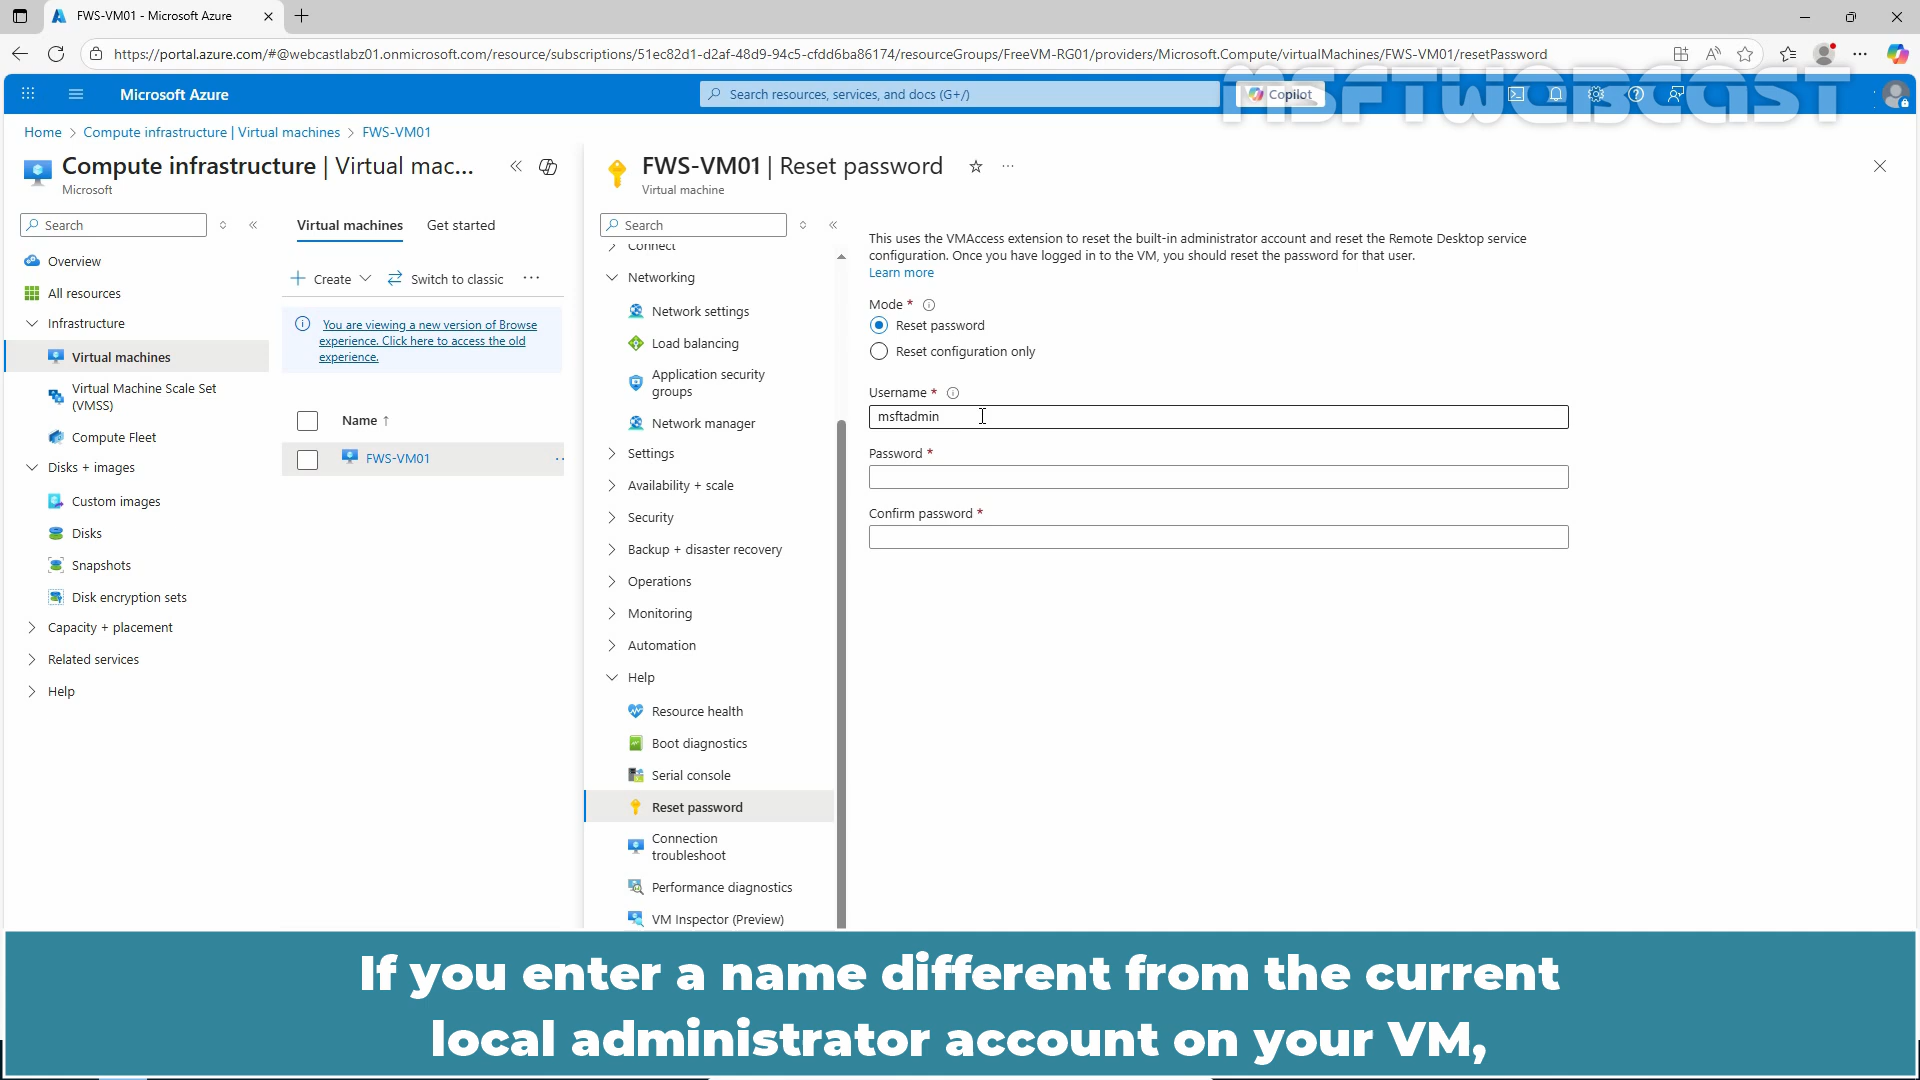 FWS-VM01 - Microsoft Azure
https://portal.azure.com/#@webcastlabz01.onmicrosoft.com/resource/subscriptions/51ec82d1-d2af-48d9-94c5-cfdd6ba86174/resourceGroups/FreeVM-RG01/providers/Microsoft.Compute/virtualMachines/FWS-VM01/resetPassword
Microsoft Azure
Search resources, services, and docs (G+/)
Copilot
MSFTWEBCAST
Home > Compute infrastructure | Virtual machines > FWS-VM01
Compute infrastructure | Virtual mac...
Microsoft
Search
Overview
All resources
Infrastructure
Virtual machines
Virtual Machine Scale Set
(VMSS)
Compute Fleet
Disks + images
Custom images
Disks
Snapshots
Disk encryption sets
Capacity + placement
Related services
Help
Virtual machines
Get started
Create
Switch to classic
You are viewing a new version of Browse
experience. Click here to access the old
experience.
Name ↑
FWS-VM01
FWS-VM01 | Reset password
Virtual machine
Search
Connect
Networking
Network settings
Load balancing
Application security
groups
Network manager
Settings
Availability + scale
Security
Backup + disaster recovery
Operations
Monitoring
Automation
Help
Resource health
Boot diagnostics
Serial console
Reset password
Connection
troubleshoot
Performance diagnostics
VM Inspector (Preview)
This uses the VMAccess extension to reset the built-in administrator account and reset the Remote Desktop service
configuration. Once you have logged in to the VM, you should reset the password for that user.
Learn more
Mode *
Reset password
Reset configuration only
Username *
msftadmin
Password *
Confirm password *
If you enter a name different from the current
local administrator account on your VM,